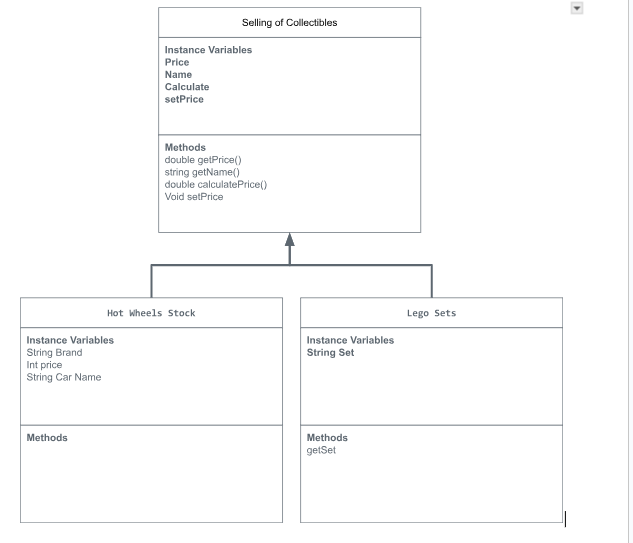 Selling of Collectibles
Instance Variables
Price
Name
Calculate
setPrice
Methods
double getPrice()
string getName()
double calculatePrice()
Void setPrice
Hot Wheels Stock
Instance Variables
String Brand
Int price
String Car Name
Methods
Lego Sets
Instance Variables
String Set
Methods
getSet